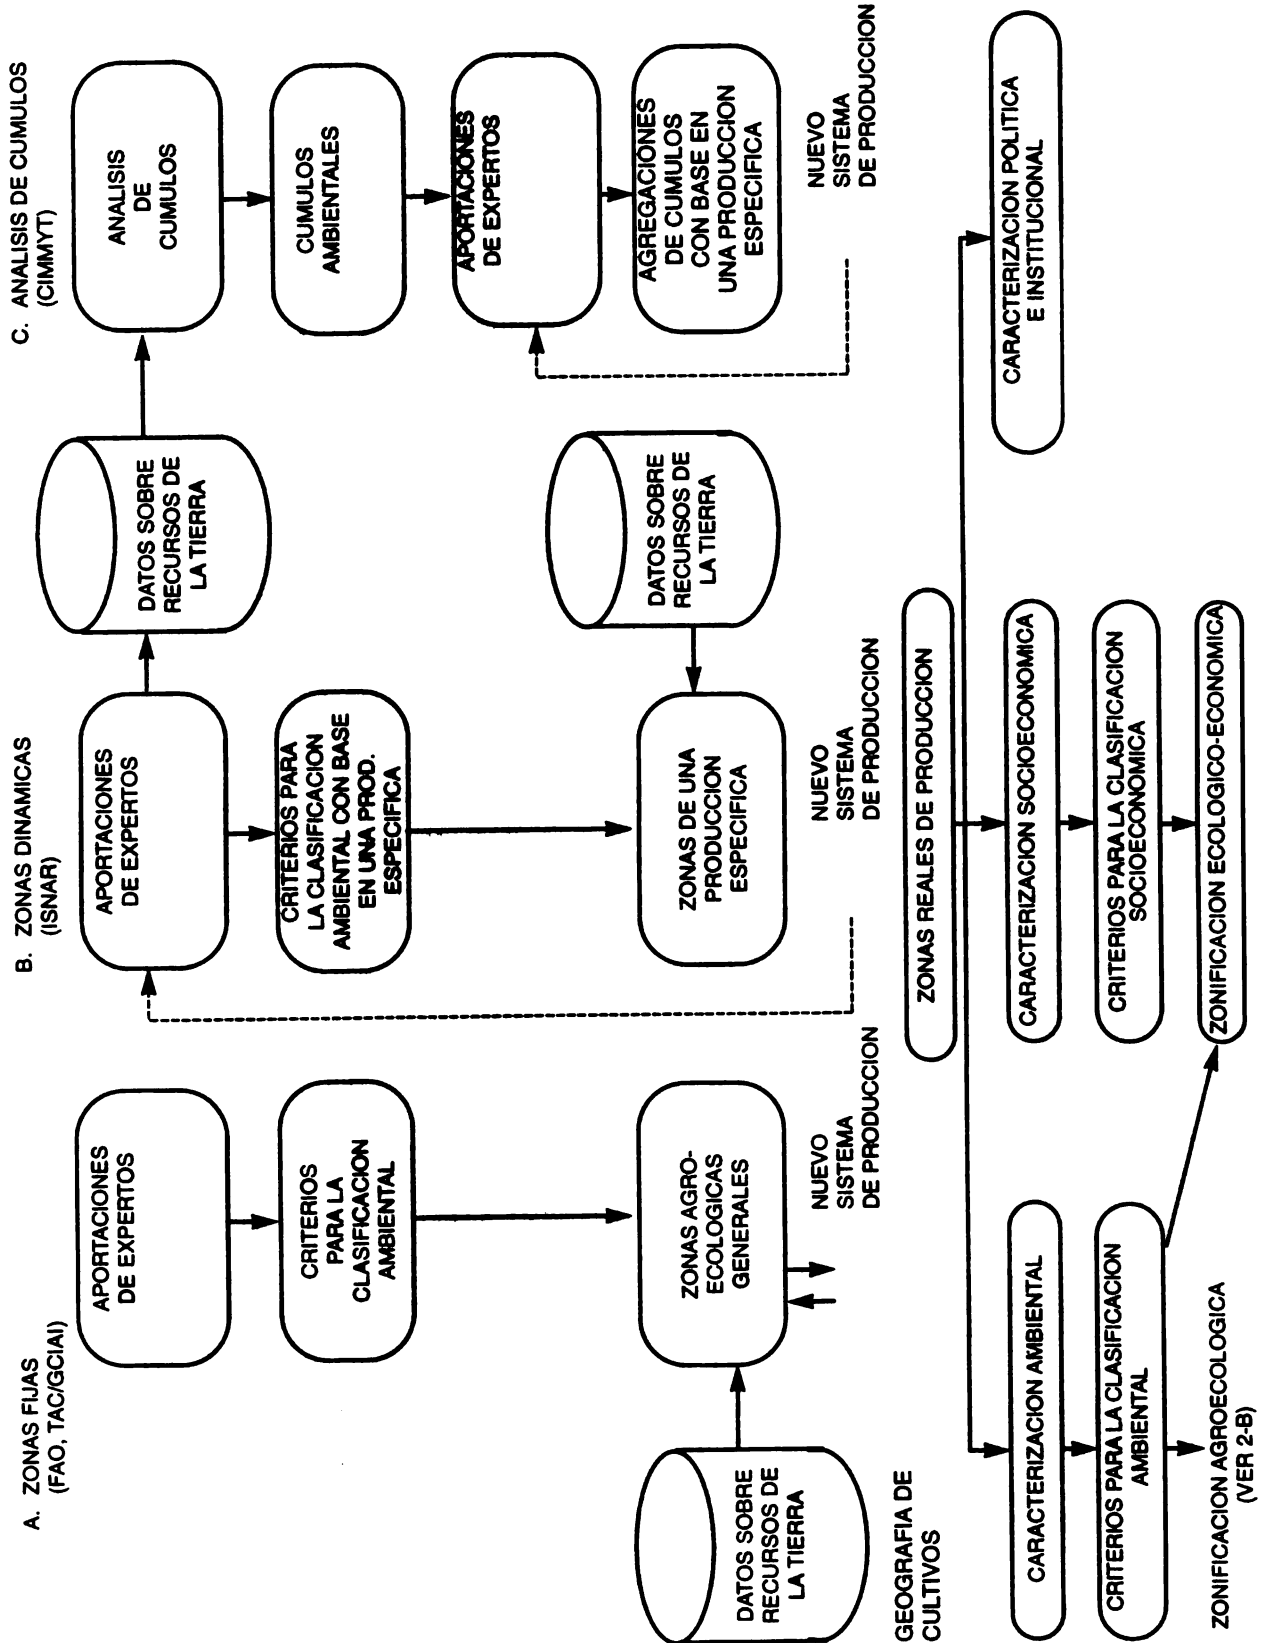 A. ZONAS FIJAS
(FAO, TAC/GCIAI)
APORTACIONES
DE EXPERTOS
CRITERIOS
PARA LA
CLASIFICACION
AMBIENTAL
DATOS SOBRE
RECURSOS DE
LA TIERRA
ZONAS AGRO-
ECOLOGICAS
GENERALES
NUEVO
SISTEMA
DE PRODUCCION
B. ZONAS DINAMICAS
(ISNAR)
APORTACIONES
DE EXPERTOS
DATOS SOBRE
RECURSOS DE
LA TIERRA
CRITERIOS PARA
LA CLASIFICACION
AMBIENTAL CON BASE
EN UNA PROD.
ESPECIFICA
ZONAS DE UNA
PRODUCCION
ESPECIFICA
DATOS SOBRE
RECURSOS DE
LA TIERRA
NUEVO
SISTEMA
DE PRODUCCION
C. ANALISIS DE CUMULOS
(CIMMYT)
ANALISIS
DE
CUMULOS
CUMULOS
AMBIENTALES
APORTACIONES
DE EXPERTOS
AGREGACIONES
DE CUMULOS
CON BASE EN
UNA PRODUCCION
ESPECIFICA
NUEVO
SISTEMA
DE PRODUCCION
GEOGRAFIA DE
CULTIVOS
ZONAS REALES DE PRODUCCION
CARACTERIZACION AMBIENTAL
CRITERIOS PARA LA CLASIFICACION
AMBIENTAL
ZONIFICACION AGROECOLOGICA
(VER 2-B)
CARACTERIZACION SOCIOECONOMICA
CRITERIOS PARA LA CLASIFICACION
SOCIOECONOMICA
ZONIFICACION ECOLOGICO-ECONOMICA
CARACTERIZACION POLITICA
E INSTITUCIONAL